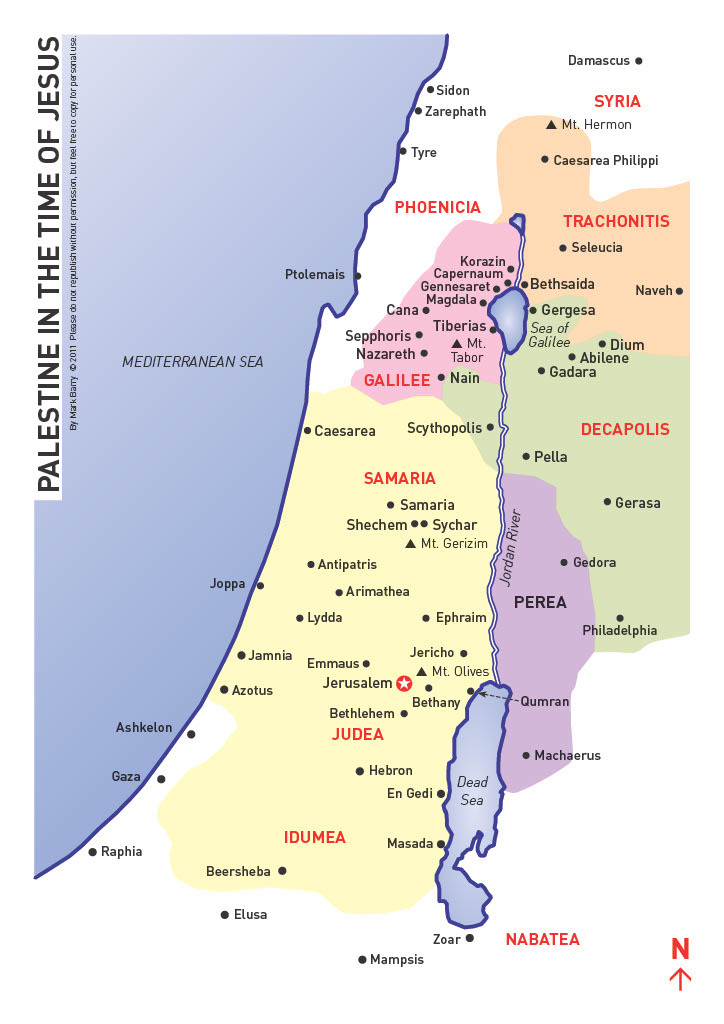 PALESTINE IN THE TIME OF JESUS
By Mark Barry © 2011 Please do not republish without permission, but feel free to copy for personal use.
Damascus
Sidon
SYRIA
Zarephath
Mt. Hermon
Tyre
Caesarea Philippi
PHOENICIA
TRACHONITIS
Seleucia
Korazin
Ptolemais
Capernaum
Bethsaida
Gennesaret
Naveh
Magdala
Cana
Gergesa
Tiberias
Sea of
Galilee
Sepphoris
Mt.
Tabor
Dium
Nazareth
Abilene
MEDITERRANEAN SEA
Gadara
GALILEE
Nain
Caesarea
Scythopolis
DECAPOLIS
Pella
SAMARIA
Samaria
Gerasa
Shechem
Sychar
Mt. Gerizim
Jordan River
Antipatris
Gedora
Joppa
Arimathea
PEREA
Lydda
Ephraim
Philadelphia
Jericho
Jamnia
Emmaus
Mt. Olives
Jerusalem
Azotus
Bethany
Qumran
Bethlehem
Ashkelon
JUDEA
Machaerus
Hebron
Gaza
Dead
Sea
En Gedi
IDUMEA
Masada
Raphia
Beersheba
Elusa
Zoar
NABATEA
Mampsis
N